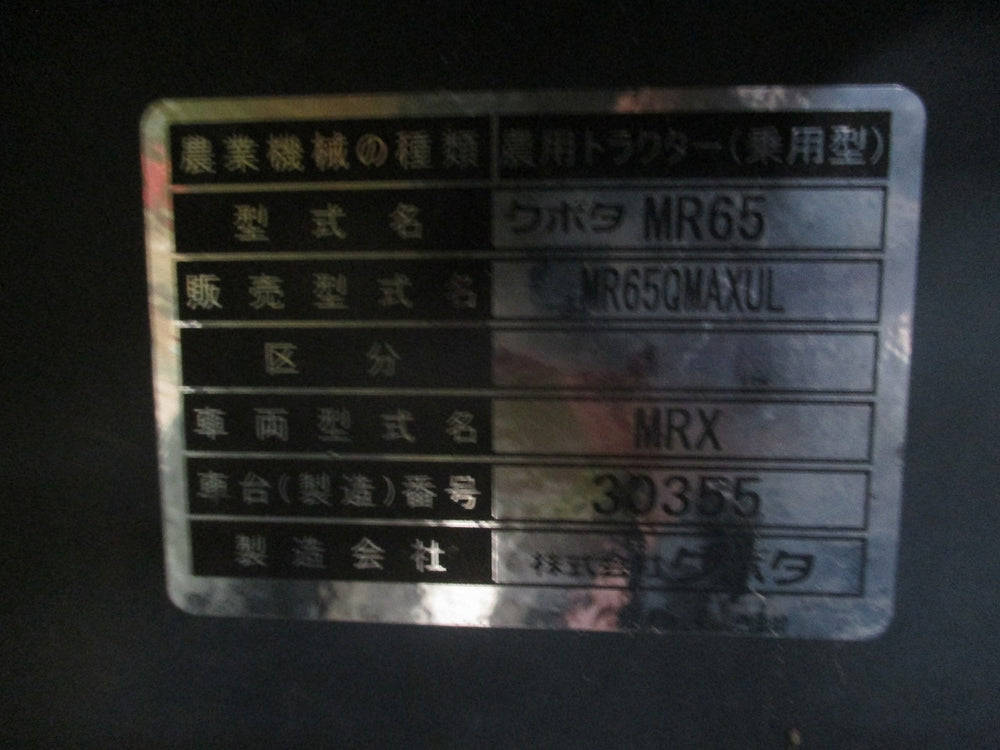 農業機械の種類 農用トラクター(乗用型)
型式名 クボタ MR65
販売型式名 MR65QMAXUL
区分
車両型式名 MRX
車台(製造)番号 30355
製造会社 株式会社クボタ